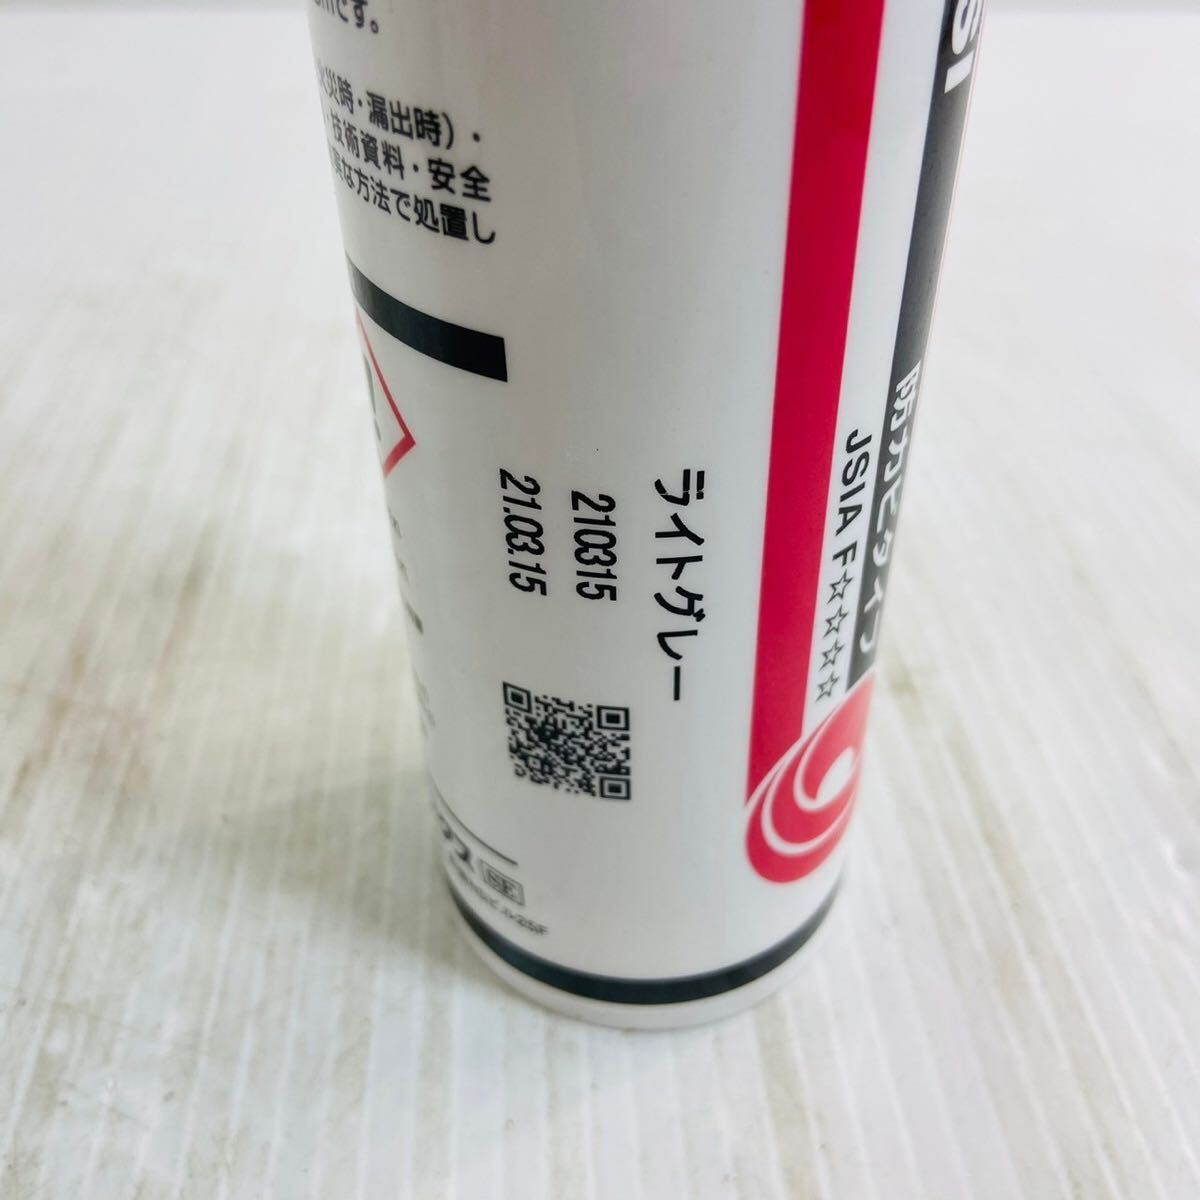 です。
火災時・漏出時)・
・技術資料・安全
な方法で処置し
ライトグレー
210315
21.03.15
防カビタイプ
JSIA F☆☆☆☆